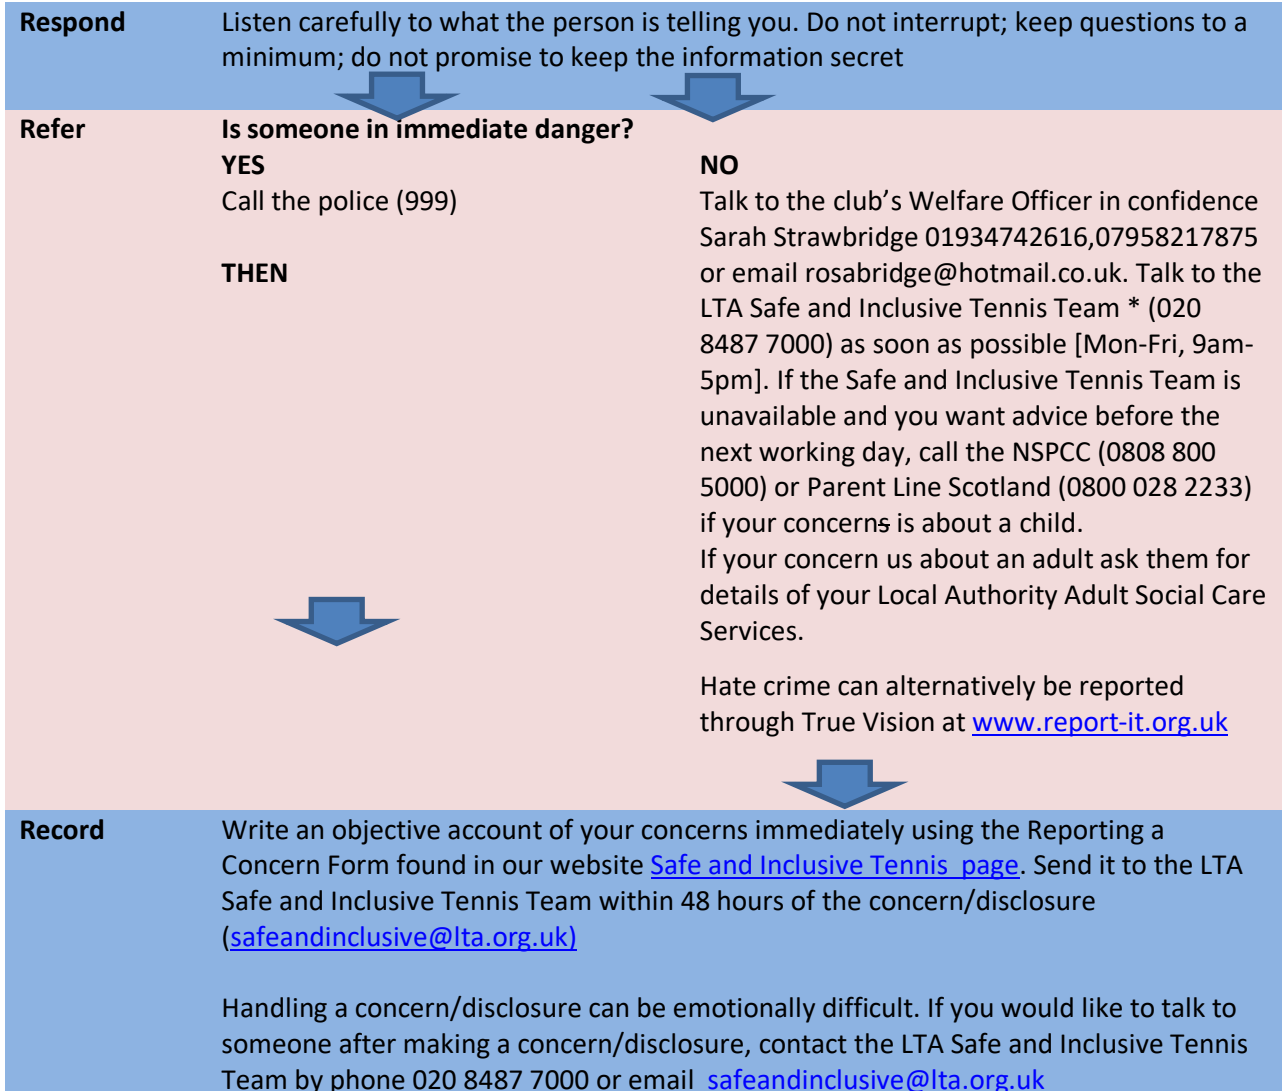 Respond
Listen carefully to what the person is telling you. Do not interrupt; keep questions to a
minimum; do not promise to keep the information secret
Refer
Is someone in immediate danger?
YES
Call the police (999)
THEN
NO
Talk to the club's Welfare Officer in confidence
Sarah Strawbridge 01934742616,07958217875
or email rosabridge@hotmail.co.uk. Talk to the
LTA Safe and Inclusive Tennis Team * (020
8487 7000) as soon as possible [Mon-Fri, 9am-
5pm]. If the Safe and Inclusive Tennis Team is
unavailable and you want advice before the
next working day, call the NSPCC (0808 800
5000) or Parent Line Scotland (0800 028 2233)
if your concerns is about a child.
If your concern us about an adult ask them for
details of your Local Authority Adult Social Care
Services.
Hate crime can alternatively be reported
through True Vision at www.report-it.org.uk
Record
Write an objective account of your concerns immediately using the Reporting a
Concern Form found in our website Safe and Inclusive Tennis  page. Send it to the LTA
Safe and Inclusive Tennis Team within 48 hours of the concern/disclosure
(safeandinclusive@lta.org.uk)
Handling a concern/disclosure can be emotionally difficult. If you would like to talk to
someone after making a concern/disclosure, contact the LTA Safe and Inclusive Tennis
Team by phone 020 8487 7000 or email  safeandinclusive@lta.org.uk